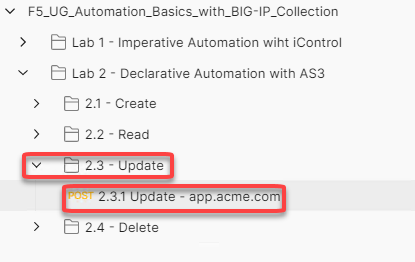 F5_UG_Automation_Basics_with_BIG-IP_Collection
Lab 1 - Imperative Automation wiht iControl
Lab 2 - Declarative Automation with AS3
2.1 - Create
2.2 - Read
2.3 - Update
POST 2.3.1 Update - app.acme.com
2.4 - Delete